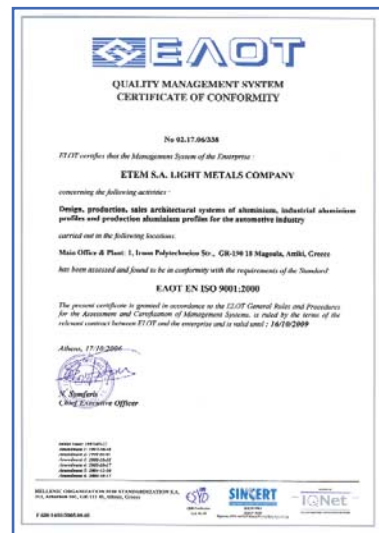 ΕΛΟΤ
QUALITY MANAGEMENT SYSTEM
CERTIFICATE OF CONFORMITY
No 02.17.06/338
ELOT certifies that the Management System of the Enterprise :
ETEM S.A. LIGHT METALS COMPANY
concerning the following activities :
Design, production, sales architectural systems of aluminium, industrial aluminium
profiles and production aluminium profiles for the automotive industry
carried out in the following locations
Main Office & Plant: 1, Iroon Polytechneiou Str., GR-190 18 Magoula, Attiki, Greece
has been assessed and found to be in conformity with the requirements of the Standard
ΕΛΟΤ EN ISO 9001:2000
The present certificate is granted in accordance to the ELOT General Rules and Procedures
for the Assessment and Certification of Management Systems, is ruled by the terms of the
relevant contract between ELOT and the enterprise and is valid until : 16/10/2009
Athens, 17/10/2006
Chief Executive Officer
HELLENIC ORGANIZATION FOR STANDARDIZATION S.A.
SINCERT
IQNet